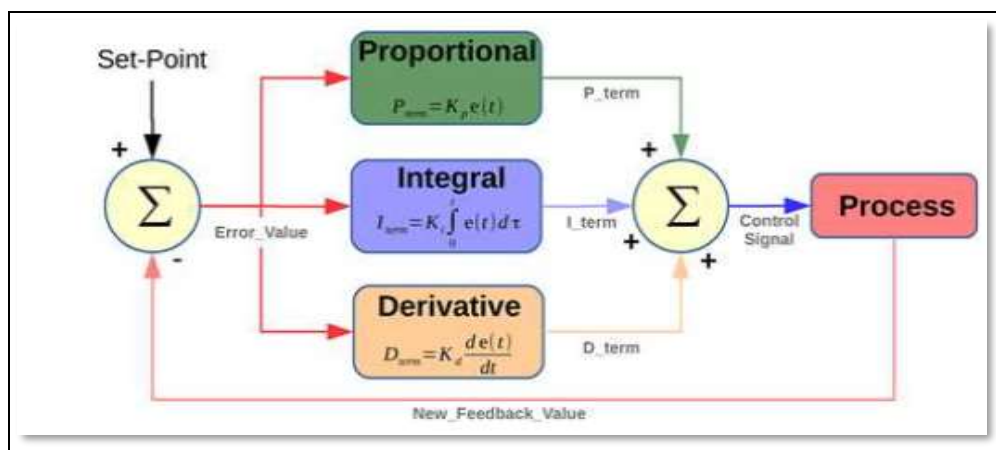 Set-Point
+
Σ
-
Error_Value
Proportional
P_term = K_p e(t)
Integral
I_term = K_i ∫_0^t e(t) d τ
Derivative
D_term = K_d de(t)/dt
P_term
I_term
D_term
+
+
+
Σ
Control
Signal
Process
New_Feedback_Value